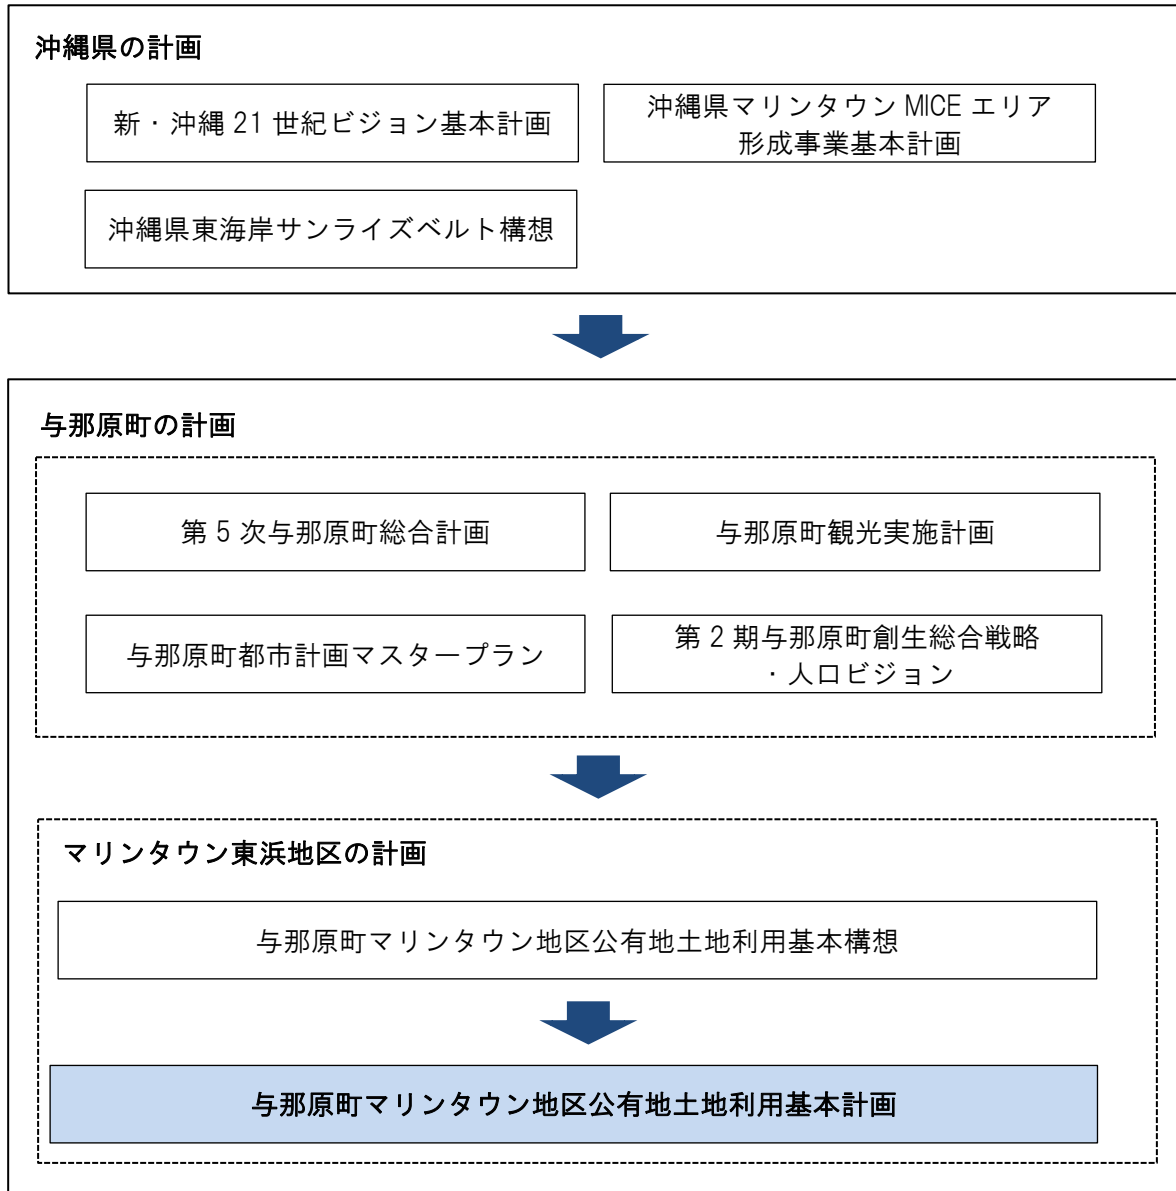 沖縄県の計画
新・沖縄 21 世紀ビジョン基本計画
沖縄県マリンタウン MICE エリア
形成事業基本計画
沖縄県東海岸サンライズベルト構想
与那原町の計画
第 5 次与那原町総合計画
与那原町観光実施計画
与那原町都市計画マスタープラン
第 2 期与那原町創生総合戦略
・人口ビジョン
マリンタウン東浜地区の計画
与那原町マリンタウン地区公有地土地利用基本構想
与那原町マリンタウン地区公有地土地利用基本計画